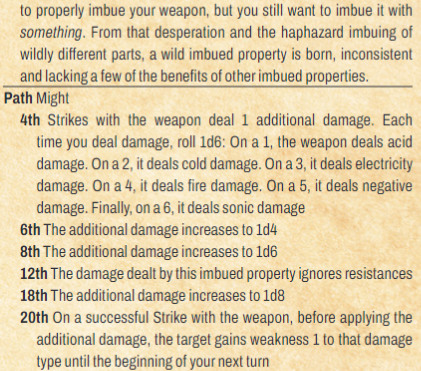 to properly imbue your weapon, but you still want to imbue it with
something. From that desperation and the haphazard imbuing of
wildly different parts, a wild imbued property is born, inconsistent
and lacking a few of the benefits of other imbued properties.
Path Might
4th Strikes with the weapon deal 1 additional damage. Each
time you deal damage, roll 1d6: On a 1, the weapon deals acid
damage. On a 2, it deals cold damage. On a 3, it deals electricity
damage. On a 4, it deals fire damage. On a 5, it deals negative
damage. Finally, on a 6, it deals sonic damage
6th The additional damage increases to 1d4
8th The additional damage increases to 1d6
12th The damage dealt by this imbued property ignores resistances
18th The additional damage increases to 1d8
20th On a successful Strike with the weapon, before applying the
additional damage, the target gains weakness 1 to that damage
type until the beginning of your next turn